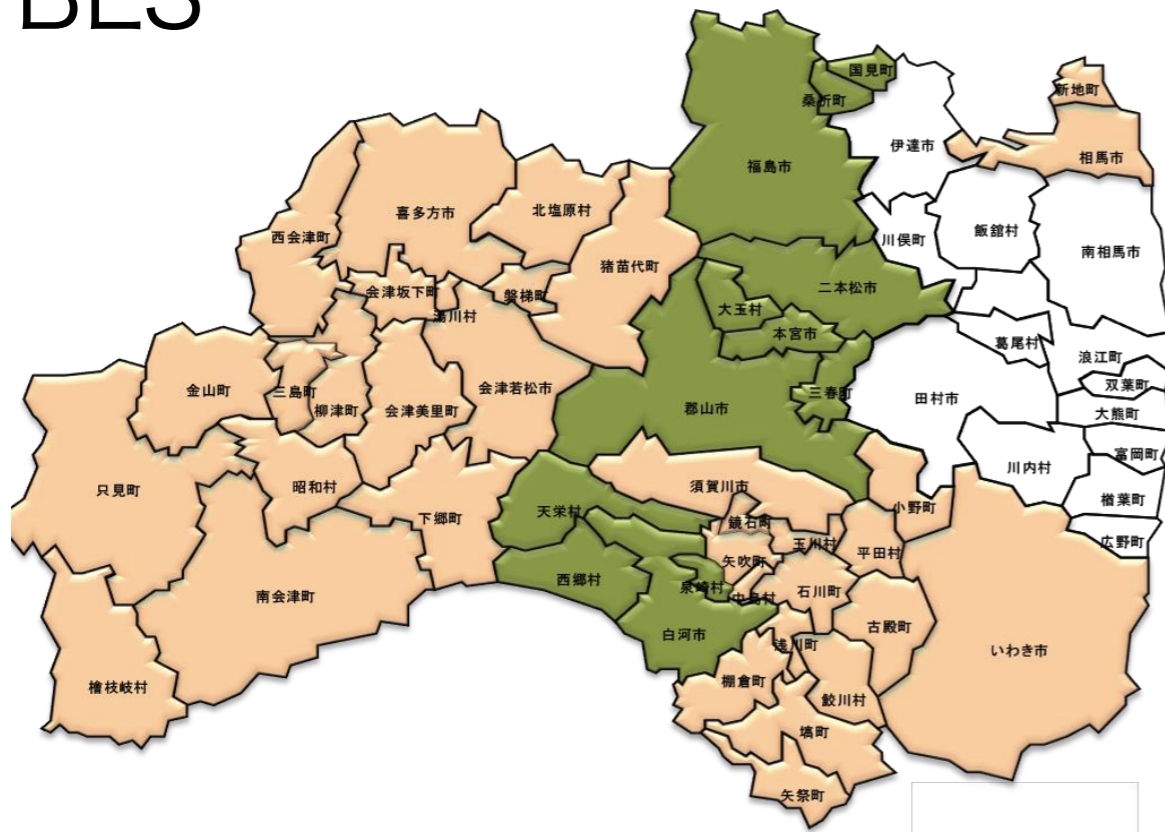 BES
国見町
新地町
桑折町
伊達市
相馬市
福島市
喜多方市
北塩原村
西会津町
川俣町
飯舘村
南相馬市
猪苗代町
会津坂下町
磐梯町
二本松市
湯川村
大玉村
本宮市
葛尾村
浪江町
双葉町
金山町
三島町
柳津町
会津美里町
会津若松市
郡山市
三春町
田村市
大熊町
富岡町
川内村
只見町
昭和村
須賀川市
楢葉町
下郷町
天栄村
鏡石町
小野町
玉川村
平田村
広野町
矢吹町
西郷村
泉崎村
中島村
石川町
南会津町
古殿町
白河市
浅川町
いわき市
檜枝岐村
棚倉町
鮫川村
塙町
矢祭町